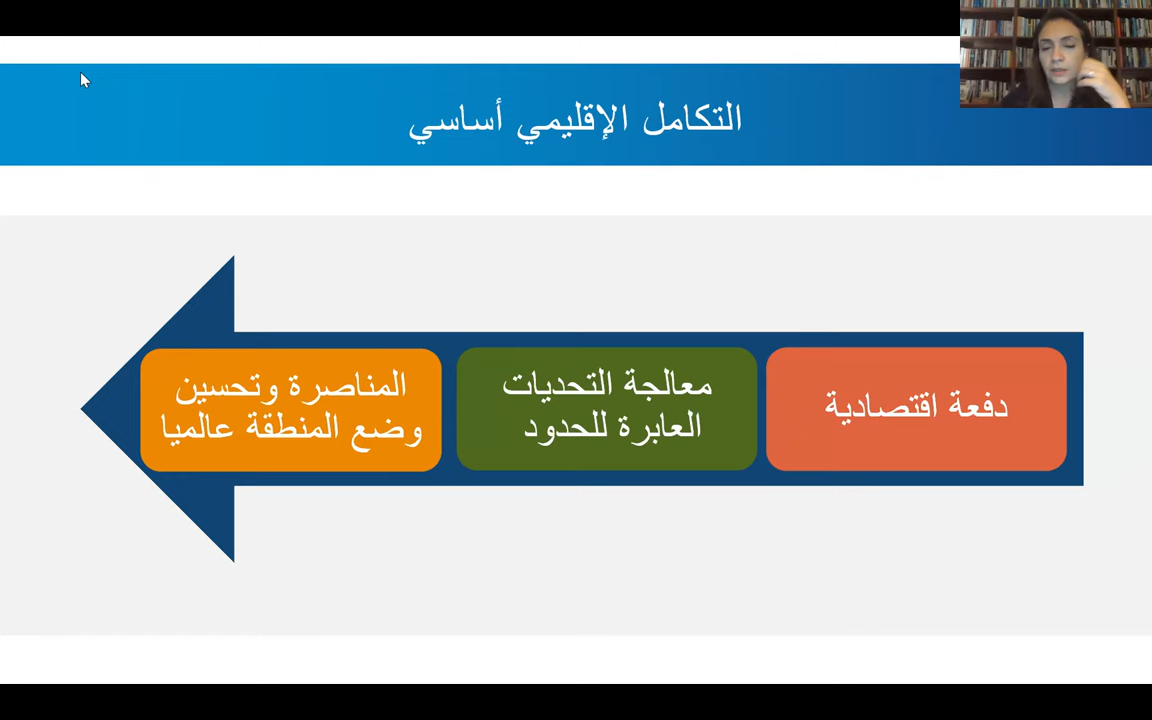 التكامل الإقليمي أساسي
دفعة اقتصادية
معالجة التحديات
العابرة للحدود
المناصرة وتحسين
وضع المنطقة عالميا